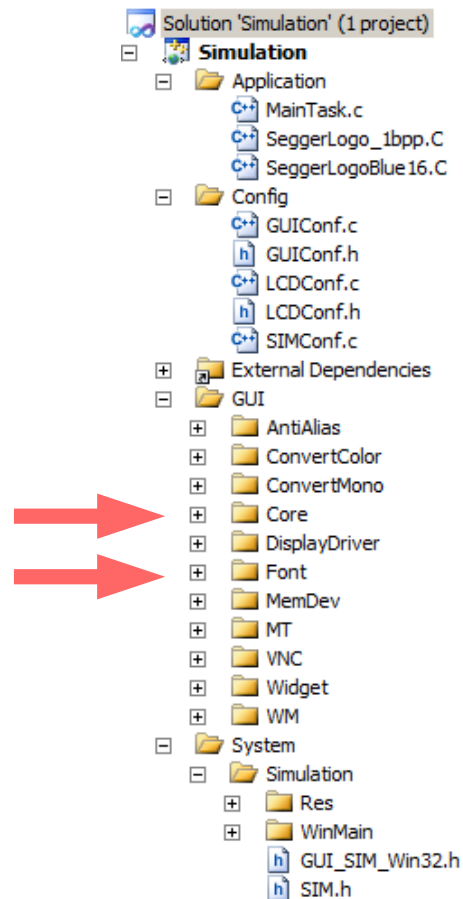 Solution 'Simulation' (1 project)
Simulation
Application
MainTask.c
SeggerLogo_1bpp.C
SeggerLogoBlue16.C
Config
GUIConf.c
GUIConf.h
LCDConf.c
LCDConf.h
SIMConf.c
External Dependencies
GUI
AntiAlias
ConvertColor
ConvertMono
Core
DisplayDriver
Font
MemDev
MT
VNC
Widget
WM
System
Simulation
Res
WinMain
GUI_SIM_Win32.h
SIM.h